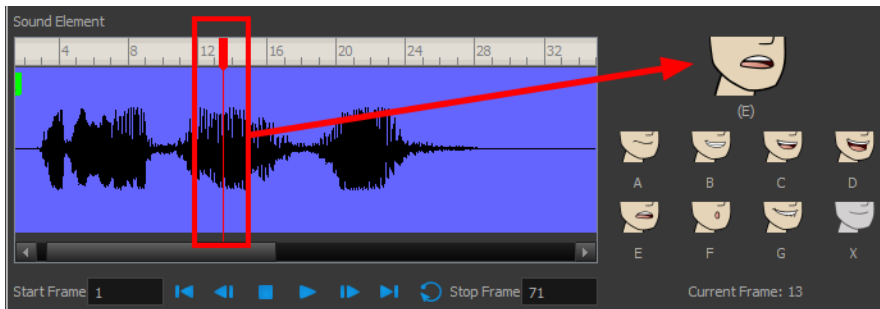 Sound Element
4 8 12 16 20 24 28 32
(E)
A B C D
E F G X
Start Frame 1 Stop Frame 71 Current Frame: 13